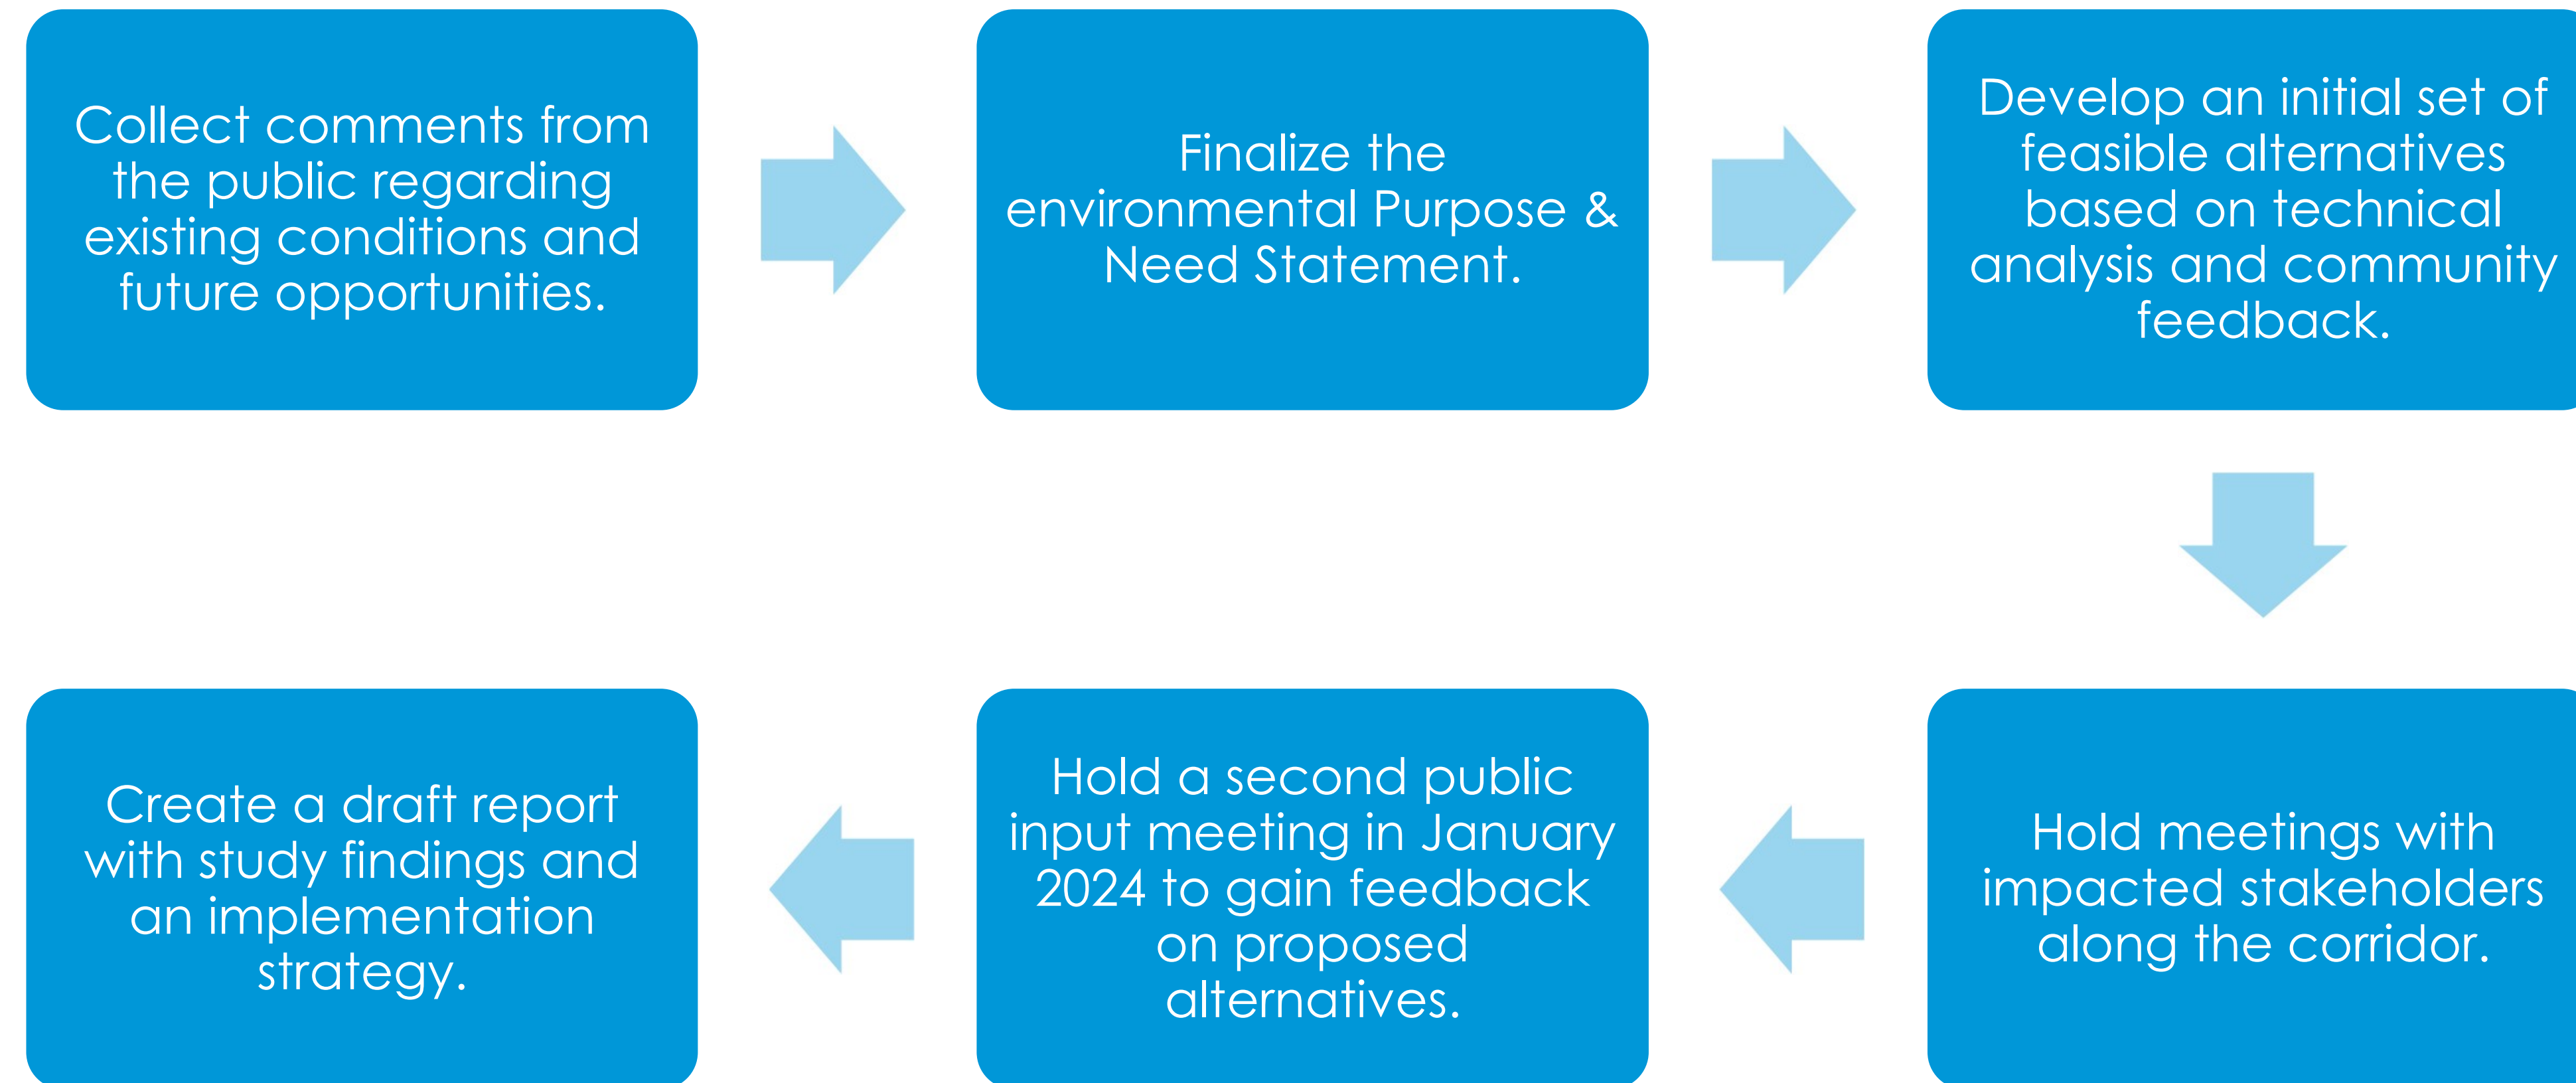 Collect comments from
the public regarding
existing conditions and
future opportunities.
Finalize the
environmental Purpose &
Need Statement.
Develop an initial set of
feasible alternatives
based on technical
analysis and community
feedback.
Hold meetings with
impacted stakeholders
along the corridor.
Hold a second public
input meeting in January
2024 to gain feedback
on proposed
alternatives.
Create a draft report
with study findings and
an implementation
strategy.